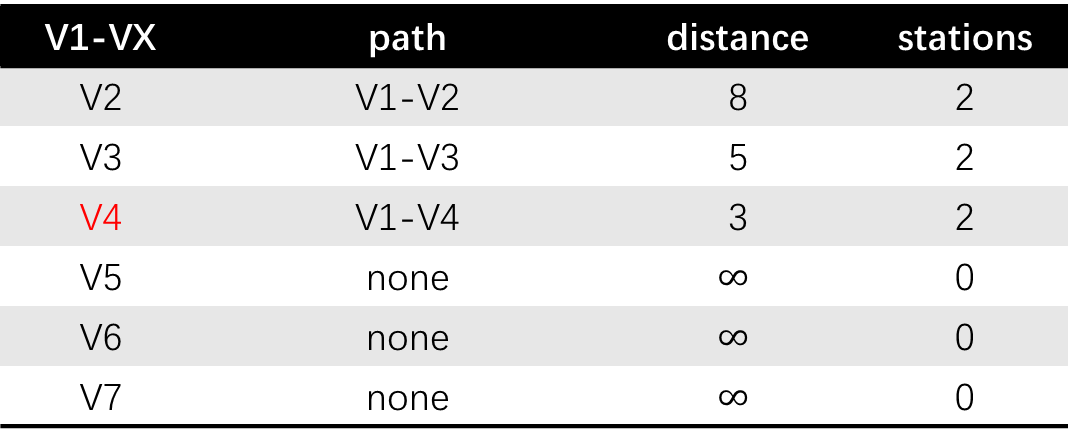 V1-VX path distance stations
V2 V1-V2 8 2
V3 V1-V3 5 2
V4 V1-V4 3 2
V5 none ∞ 0
V6 none ∞ 0
V7 none ∞ 0